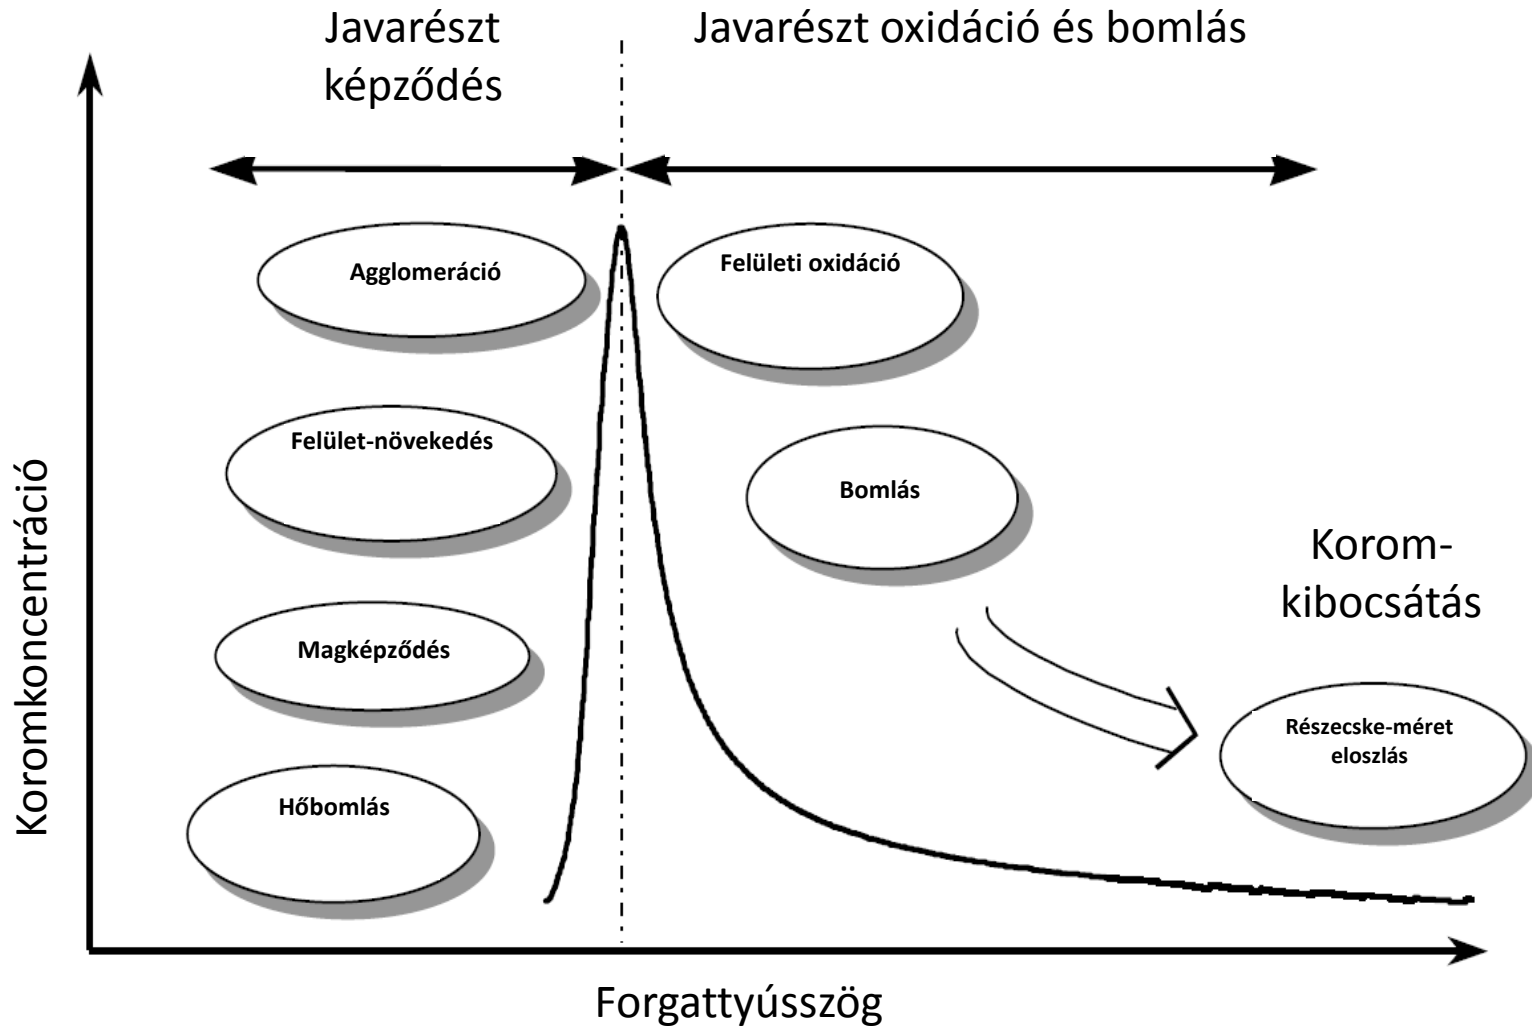 Javarészt
képződés
Javarészt oxidáció és bomlás
Agglomeráció
Felületi oxidáció
Felület-növekedés
Bomlás
Magképződés
Hőbomlás
Korom-
kibocsátás
Részecske-méret
eloszlás
Koromkoncentráció
Forgattyússzög